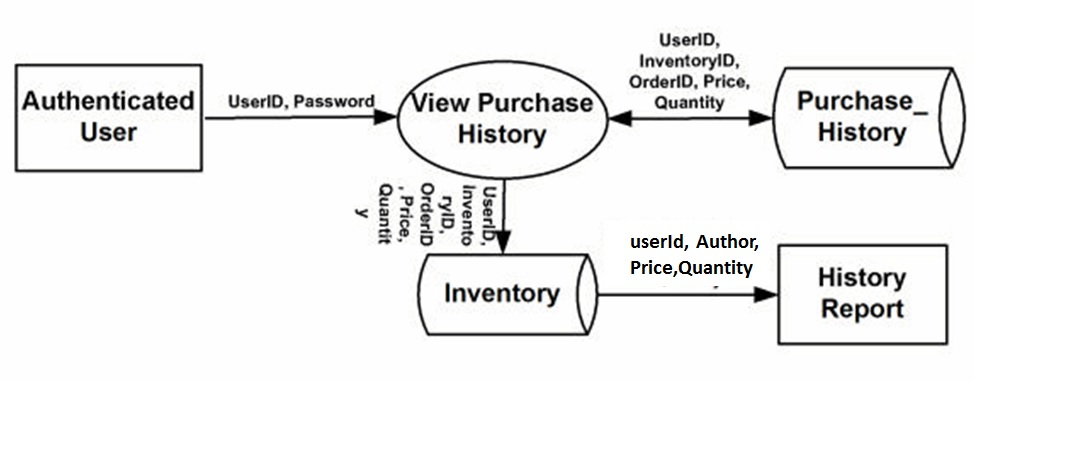 Authenticated
User
UserID, Password
View Purchase
History
UserID,
InventoryID,
OrderID, Price,
Quantity
Purchase_
History
UserID,
Invento
ryID,
OrderID
, Price,
Quantit
y
Inventory
userId, Author,
Price,Quantity
History
Report